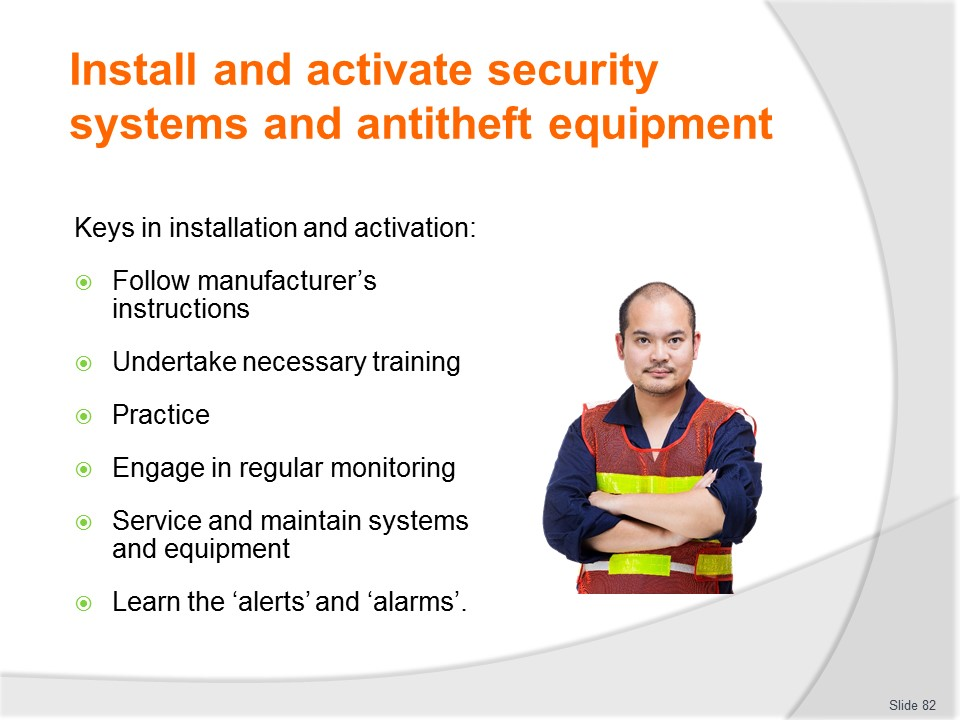 Install and activate security
systems and antitheft equipment
Keys in installation and activation:
Follow manufacturer’s
instructions
Undertake necessary training
Practice
Engage in regular monitoring
Service and maintain systems
and equipment
Learn the ‘alerts’ and ‘alarms’.
Slide 82